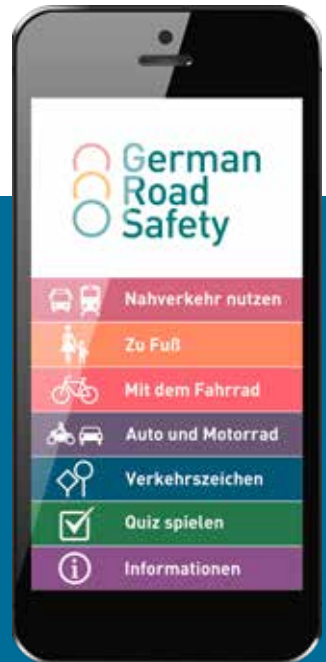 German
Road
Safety
Nahverkehr nutzen
Zu Fuß
Mit dem Fahrrad
Auto und Motorrad
Verkehrszeichen
Quiz spielen
Informationen